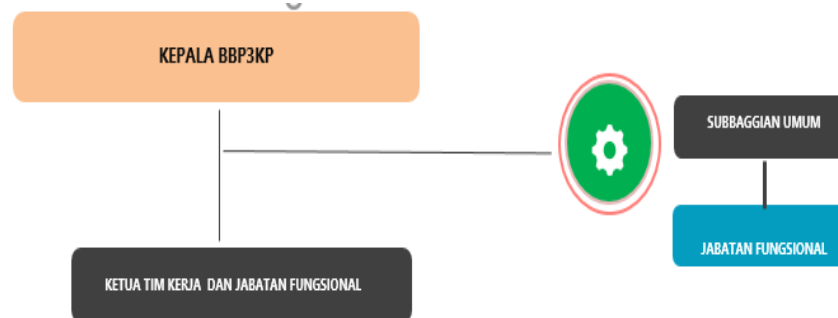 KEPALA BBP3KP
SUBBAGGIAN UMUM
JABATAN FUNGSIONAL
KETUA TIM KERJA DAN JABATAN FUNGSIONAL